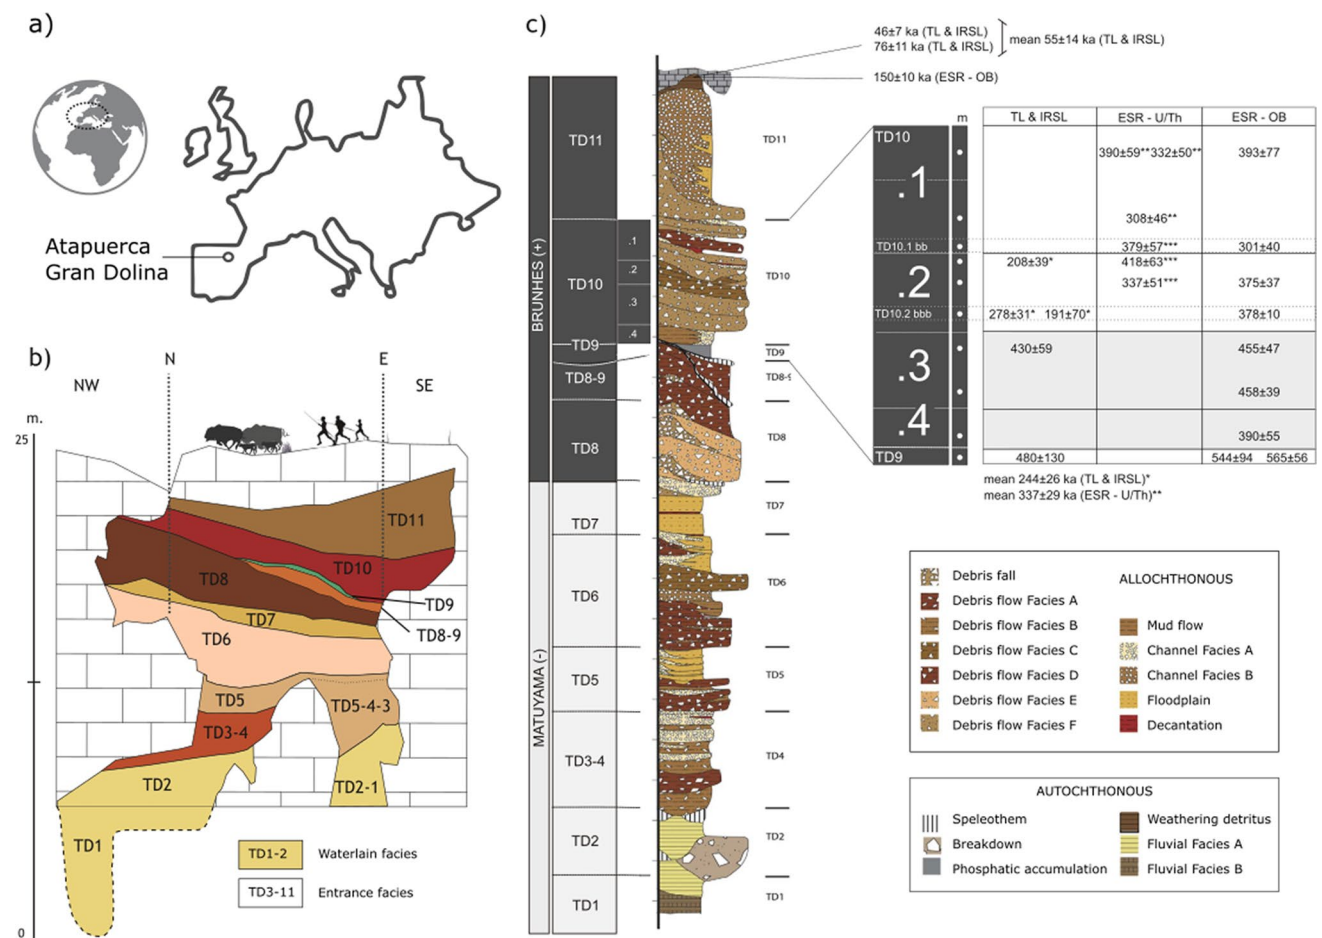 a)
Atapuerca
Gran Dolina
b)
N
E
NW
SE
m.
25
0
TD11
TD10
TD8
TD9
TD8-9
TD7
TD6
TD5
TD5-4-3
TD3-4
TD2
TD2-1
TD1
TD1-2 Waterlain facies
TD3-11 Entrance facies
c)
46±7 ka (TL & IRSL)
76±11 ka (TL & IRSL)
mean 55±14 ka (TL & IRSL)
150±10 ka (ESR - OB)
BRUNHES (+)
MATUYAMA (-)
TD11
TD10
.1
.2
.3
.4
TD9
TD8-9
TD8
TD7
TD6
TD5
TD3-4
TD2
TD1
TD11
TD10
TD9
TD8-9
TD8
TD7
TD6
TD5
TD4
TD2
TD1
m
TL & IRSL ESR - U/Th ESR - OB
TD10
390±59**332±50** 393±77
.1
308±46**
TD10.1 bb 379±57*** 301±40
208±39* 418±63***
.2 337±51*** 375±37
TD10.2 bbb 278±31* 191±70* 378±10
430±59 455±47
.3
458±39
.4
390±55
TD9 480±130 544±94 565±56
mean 244±26 ka (TL & IRSL)*
mean 337±29 ka (ESR - U/Th)**
Debris fall
Debris flow Facies A
Debris flow Facies B
Debris flow Facies C
Debris flow Facies D
Debris flow Facies E
Debris flow Facies F
ALLOCHTHONOUS
Mud flow
Channel Facies A
Channel Facies B
Floodplain
Decantation
AUTOCHTHONOUS
Speleothem
Breakdown
Phosphatic accumulation
Weathering detritus
Fluvial Facies A
Fluvial Facies B